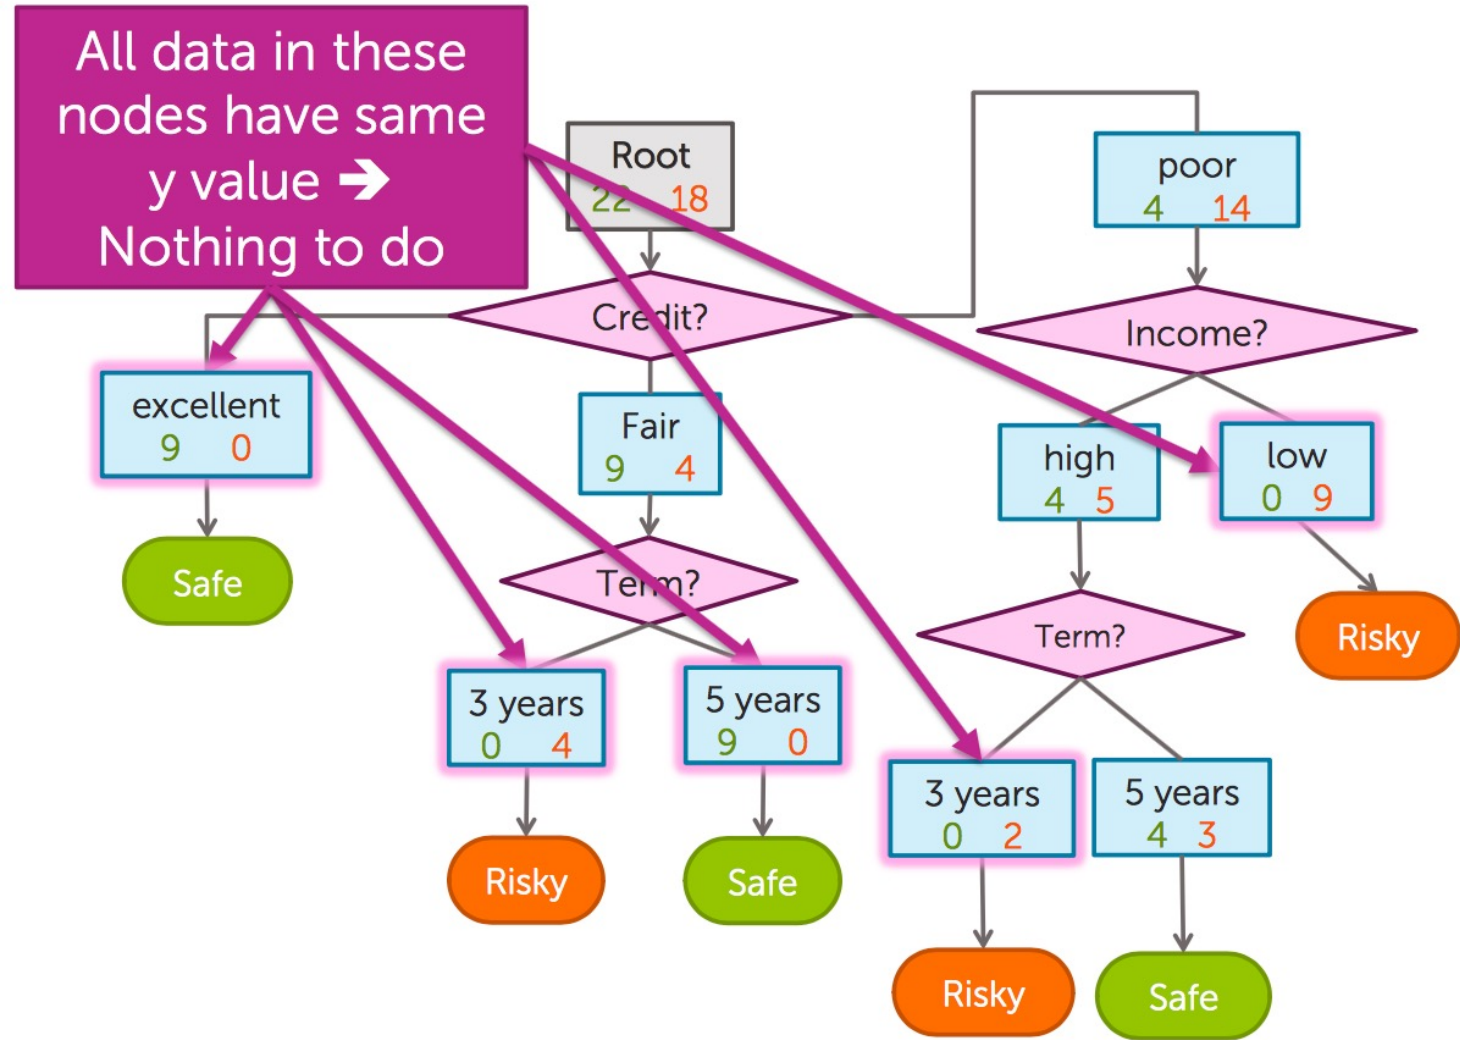 All data in these
nodes have same
y value ➔
Nothing to do
Root
22 18
Credit?
excellent
9 0
Safe
Fair
9 4
Term?
3 years
0 4
Risky
5 years
9 0
Safe
poor
4 14
Income?
high
4 5
Term?
3 years
0 2
Risky
5 years
4 3
Safe
low
0 9
Risky